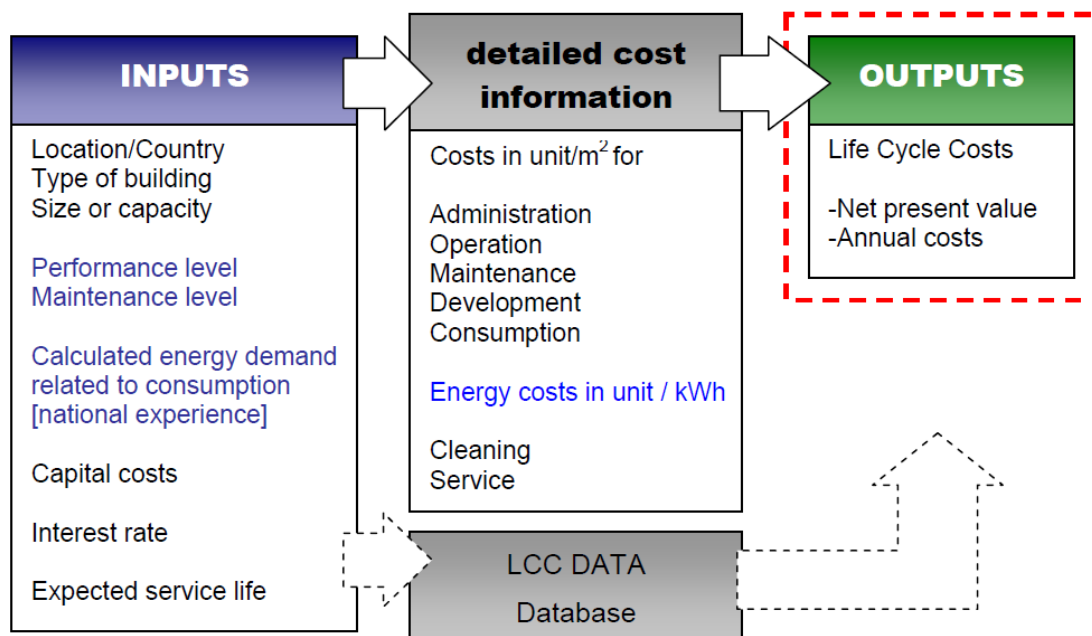 INPUTS
Location/Country
Type of building
Size or capacity
Performance level
Maintenance level
Calculated energy demand
related to consumption
[national experience]
Capital costs
Interest rate
Expected service life
detailed cost
information
Costs in unit/m² for
Administration
Operation
Maintenance
Development
Consumption
Energy costs in unit / kWh
Cleaning
Service
LCC DATA
Database
OUTPUTS
Life Cycle Costs
-Net present value
-Annual costs